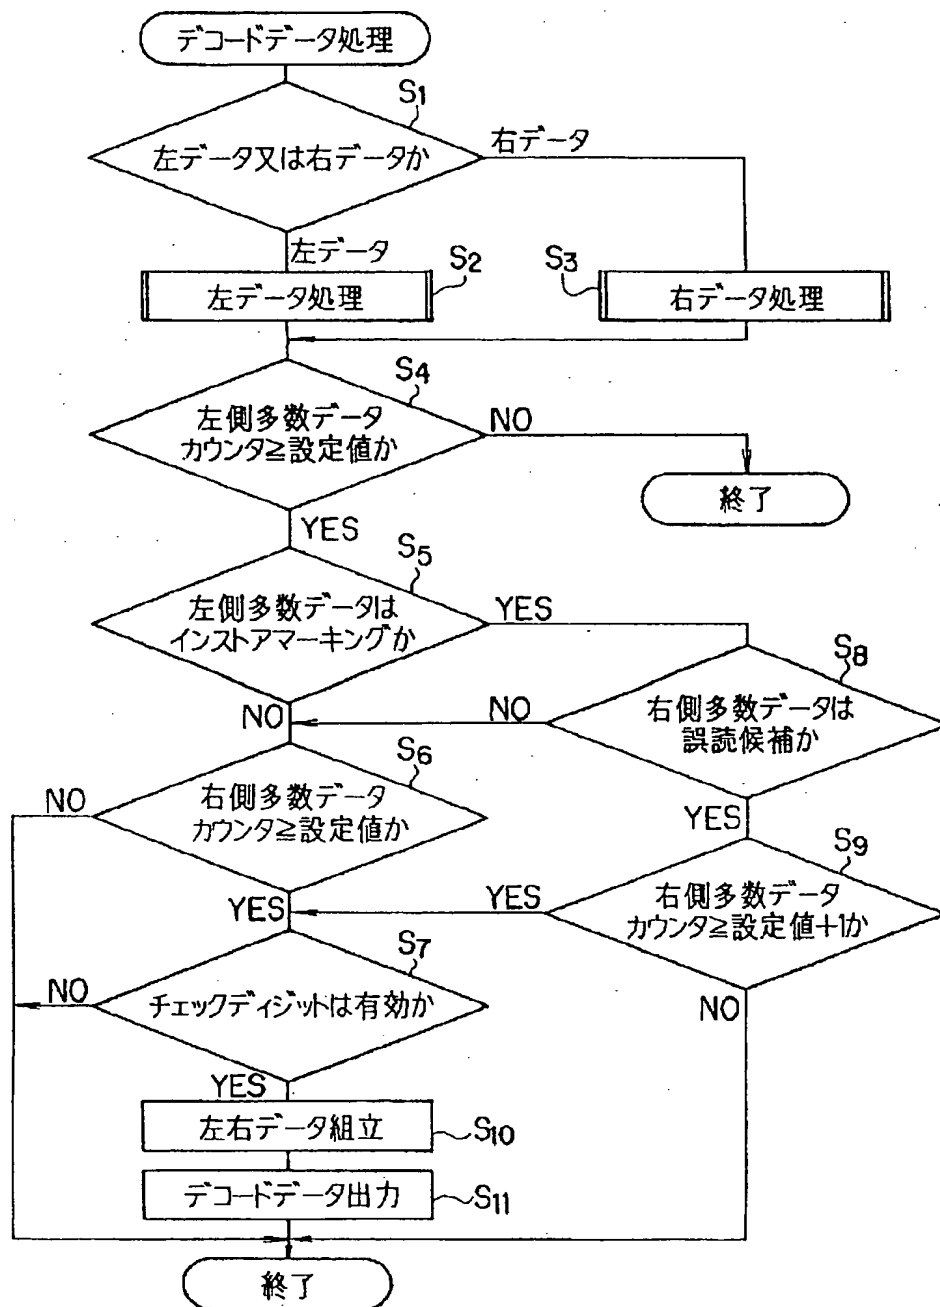 デコードデータ処理
S1
左データ又は右データか
右データ
左データ
S2
左データ処理
S3
右データ処理
S4
左側多数データ
カウンタ≧設定値か
NO
終了
YES
S5
左側多数データは
インストアマーキングか
YES
S8
右側多数データは
誤読候補か
NO
NO
S6
右側多数データ
カウンタ≧設定値か
NO
YES
S9
右側多数データ
カウンタ≧設定値+1か
YES
YES
S7
チェックディジットは有効か
NO
NO
YES
左右データ組立
S10
デコードデータ出力
S11
終了